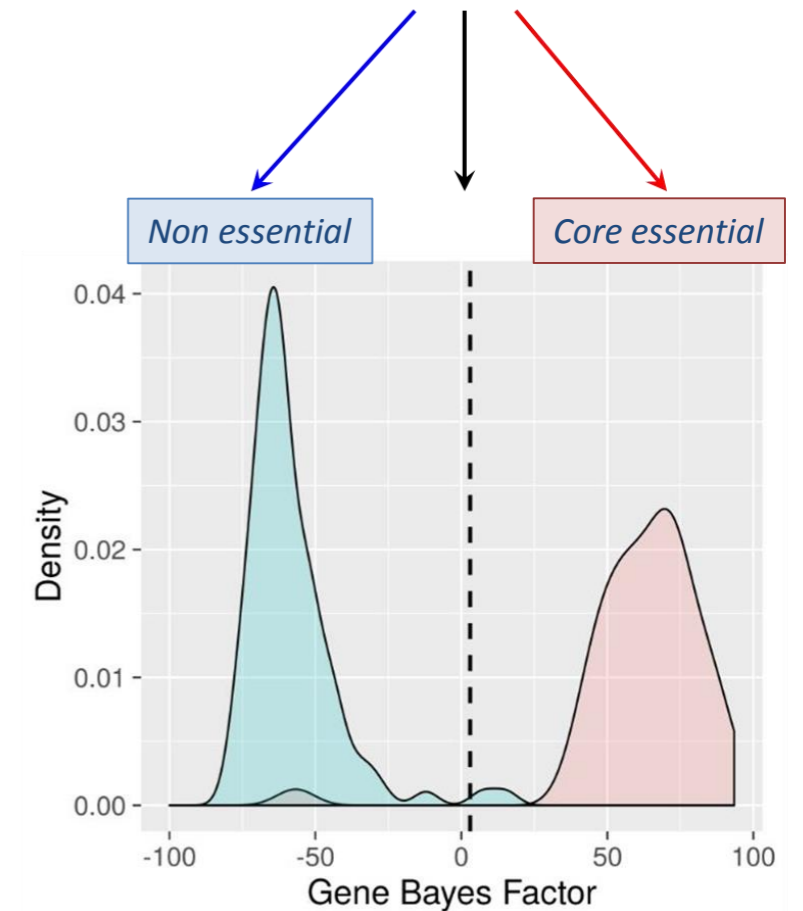 Non essential
Core essential
0.04
0.03
0.02
0.01
0.00
Density
-100
-50
0
50
100
Gene Bayes Factor